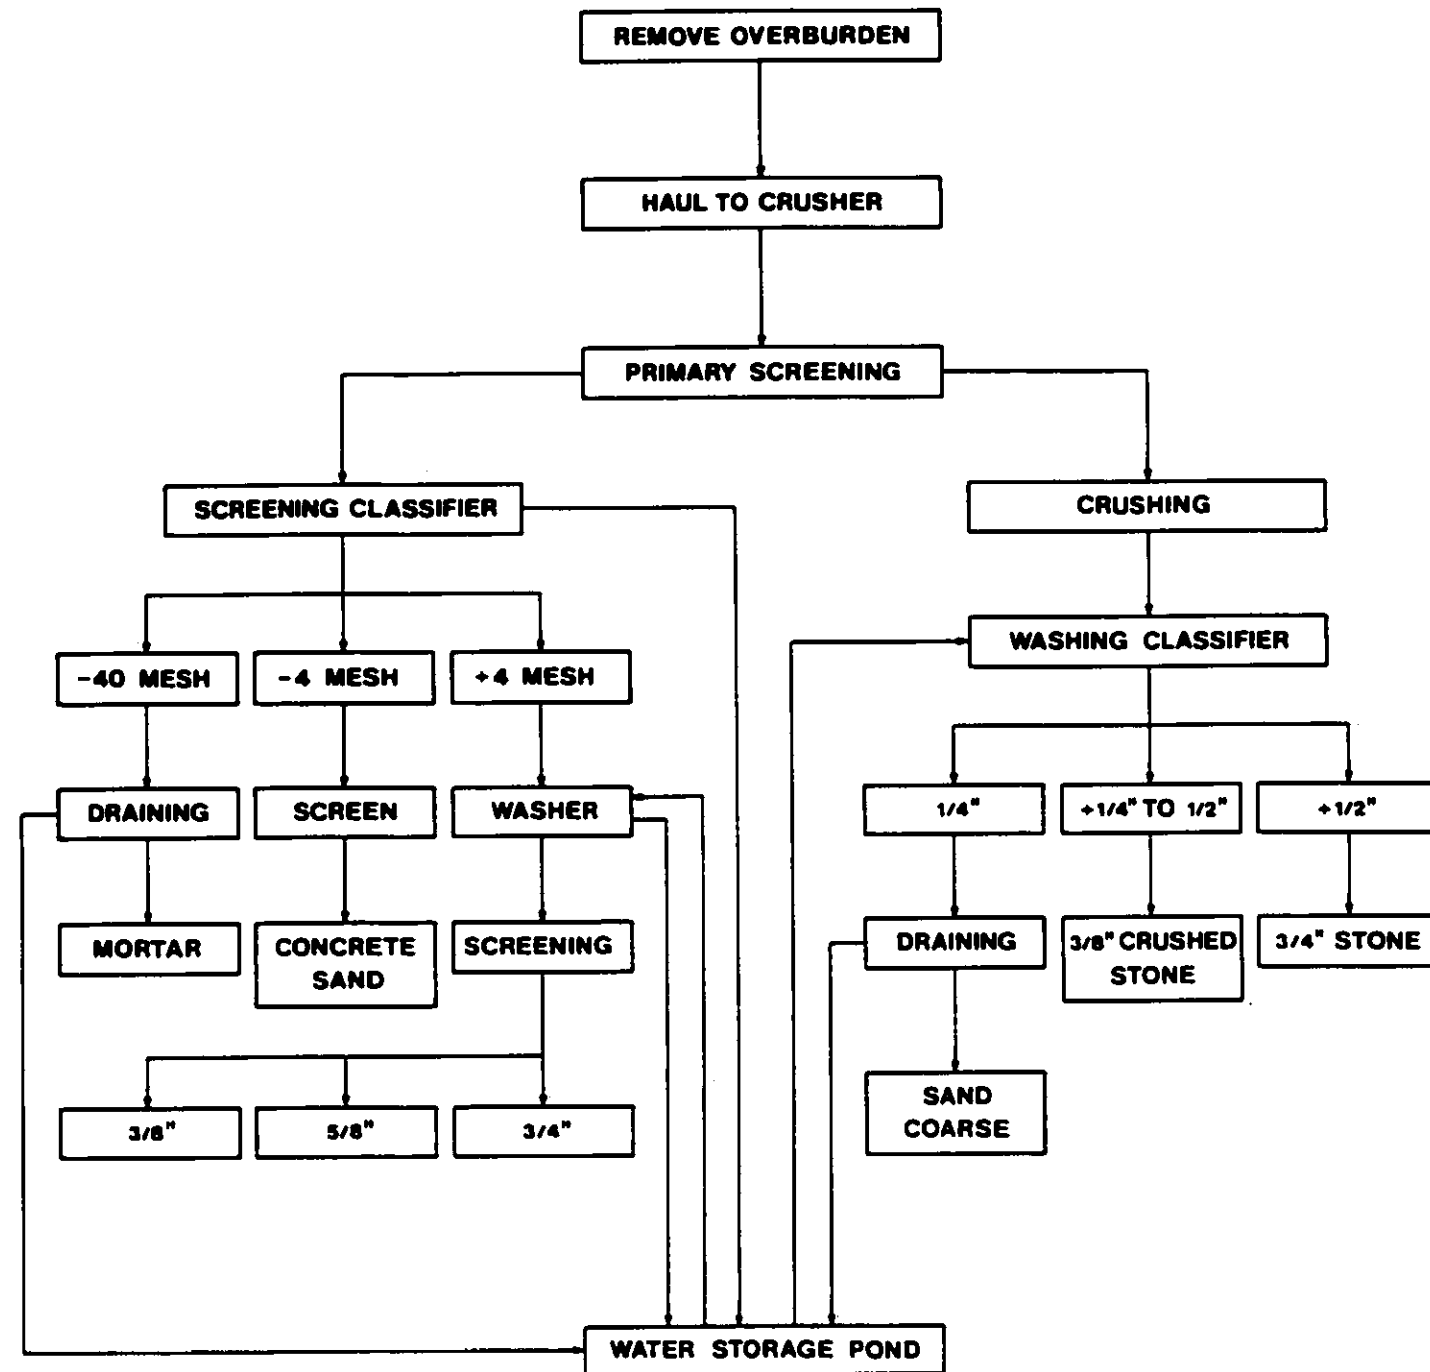 REMOVE OVERBURDEN
HAUL TO CRUSHER
PRIMARY SCREENING
SCREENING CLASSIFIER
CRUSHING
WASHING CLASSIFIER
-40 MESH
-4 MESH
+4 MESH
DRAINING
SCREEN
WASHER
1/4"
+1/4" TO 1/2"
+1/2"
MORTAR
CONCRETE
SAND
SCREENING
DRAINING
3/8" CRUSHED
STONE
3/4" STONE
3/8"
5/8"
3/4"
SAND
COARSE
WATER STORAGE POND